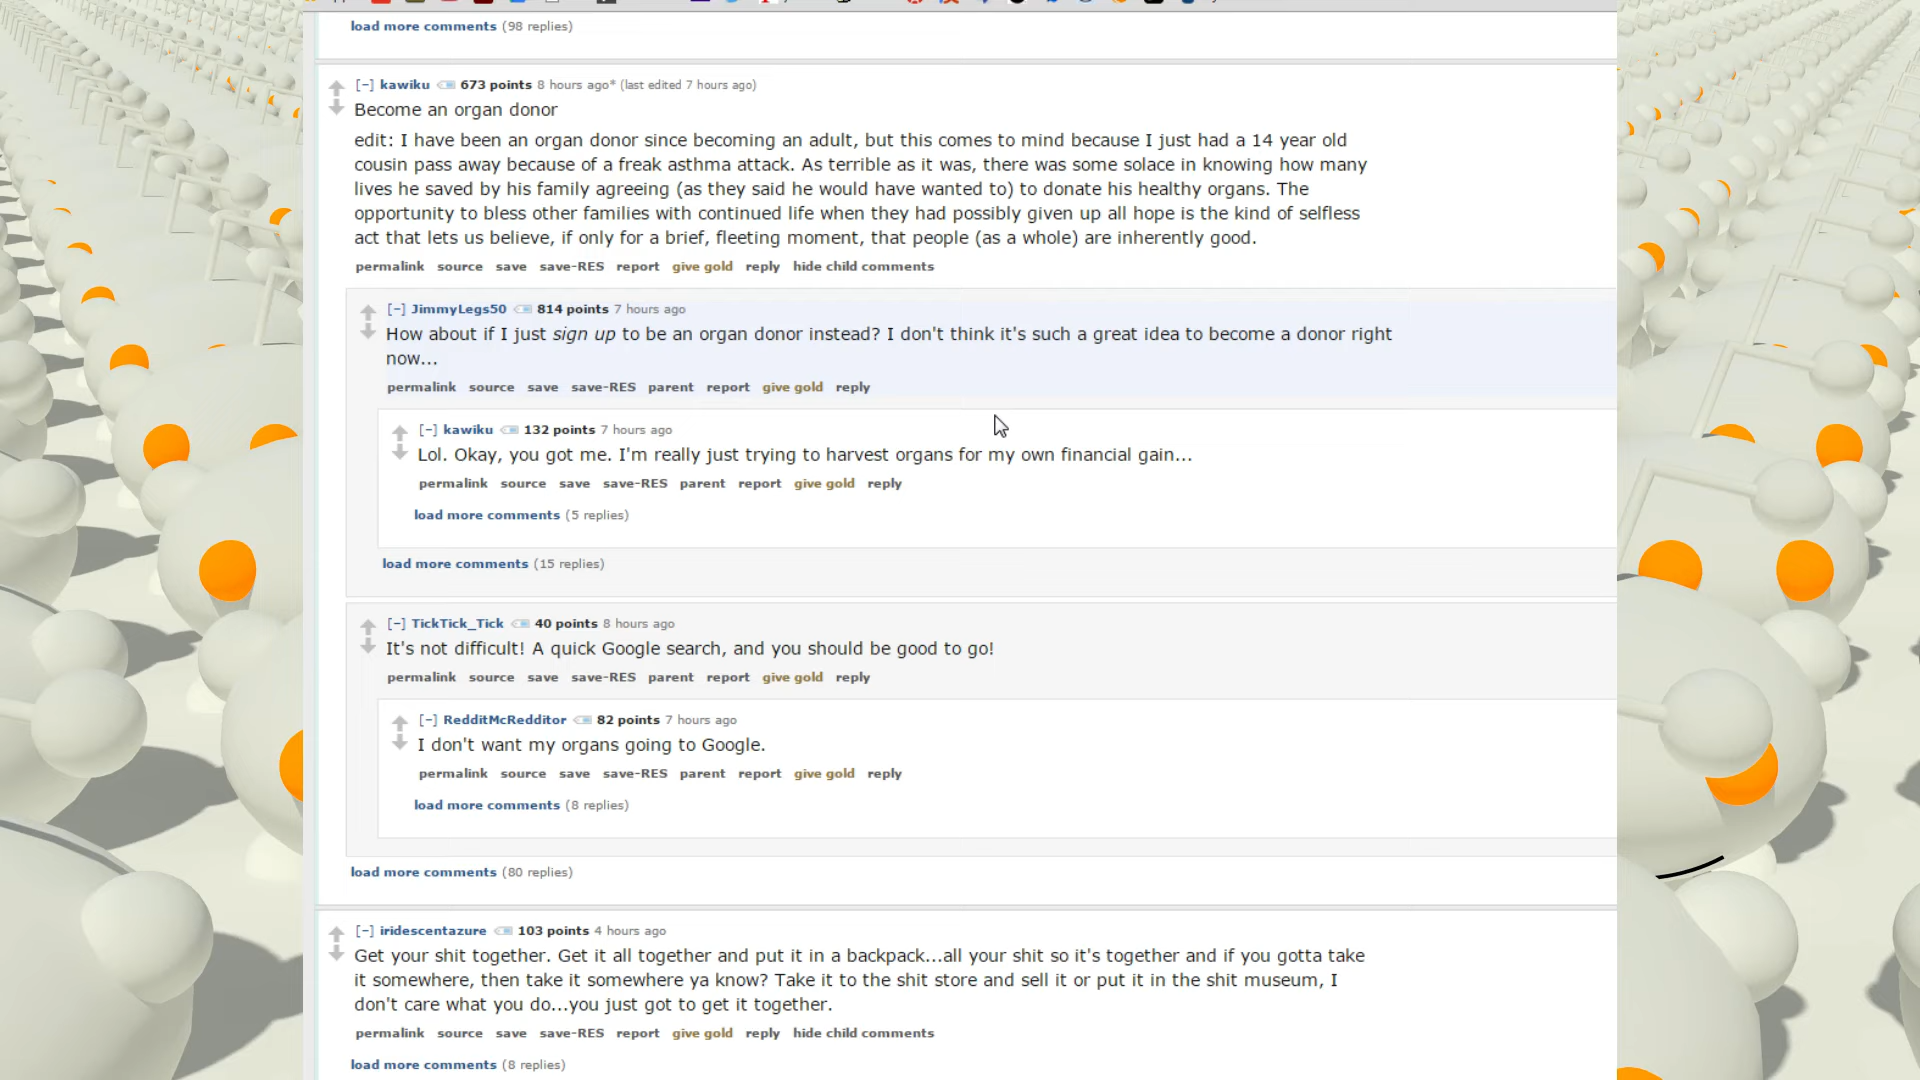 load more comments (98 replies)
[−] kawiku 673 points 8 hours ago* (last edited 7 hours ago)
Become an organ donor
edit: I have been an organ donor since becoming an adult, but this comes to mind because I just had a 14 year old
cousin pass away because of a freak asthma attack. As terrible as it was, there was some solace in knowing how many
lives he saved by his family agreeing (as they said he would have wanted to) to donate his healthy organs. The
opportunity to bless other families with continued life when they had possibly given up all hope is the kind of selfless
act that lets us believe, if only for a brief, fleeting moment, that people (as a whole) are inherently good.
permalink source save save-RES report give gold reply hide child comments
[−] JimmyLegs50 814 points 7 hours ago
How about if I just sign up to be an organ donor instead? I don't think it's such a great idea to become a donor right
now...
permalink source save save-RES parent report give gold reply
[−] kawiku 132 points 7 hours ago
Lol. Okay, you got me. I'm really just trying to harvest organs for my own financial gain...
permalink source save save-RES parent report give gold reply
load more comments (5 replies)
load more comments (15 replies)
[−] TickTick_Tick 40 points 8 hours ago
It's not difficult! A quick Google search, and you should be good to go!
permalink source save save-RES parent report give gold reply
[−] RedditMcRedditor 82 points 7 hours ago
I don't want my organs going to Google.
permalink source save save-RES parent report give gold reply
load more comments (8 replies)
load more comments (80 replies)
[−] iridescentazure 103 points 4 hours ago
Get your shit together. Get it all together and put it in a backpack...all your shit so it's together and if you gotta take
it somewhere, then take it somewhere ya know? Take it to the shit store and sell it or put it in the shit museum, I
don't care what you do...you just got to get it together.
permalink source save save-RES report give gold reply hide child comments
load more comments (8 replies)